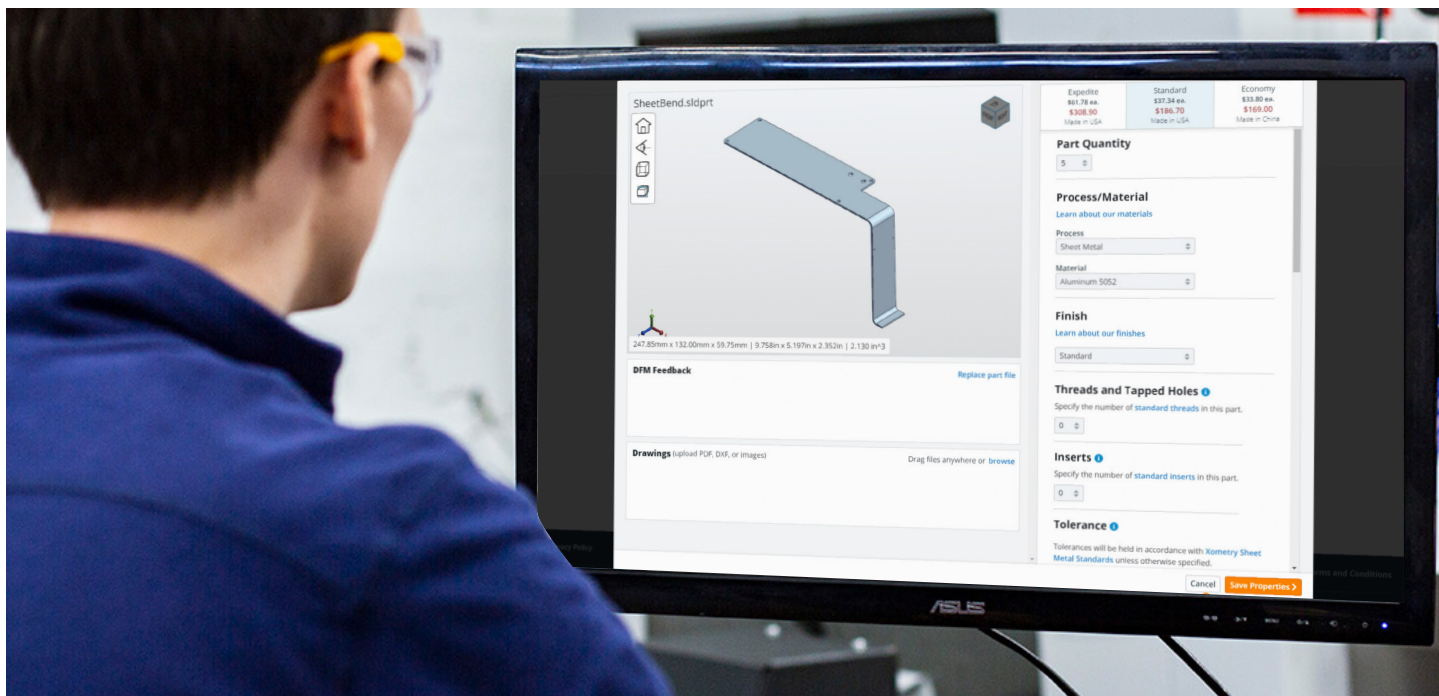 SheetBend.sldprt
247.85mm x 132.00mm x 59.75mm | 9.758in x 5.197in x 2.352in | 2.130 in^3
DFM Feedback
Replace part file
Drawings (upload PDF, DXF, or images)
Drag files anywhere or browse
Expedite
$61.78 ea.
$308.90
Made in USA
Standard
$37.34 ea.
$186.70
Made in USA
Economy
$33.80 ea.
$169.00
Made in China
Part Quantity
5
Process/Material
Learn about our materials
Process
Sheet Metal
Material
Aluminum 5052
Finish
Learn about our finishes
Standard
Threads and Tapped Holes
Specify the number of standard threads in this part.
0
Inserts
Specify the number of standard inserts in this part.
0
Tolerance
Tolerances will be held in accordance with Xometry Sheet
Metal Standards unless otherwise specified.
Cancel
Save Properties
Policy
and Conditions
ASUS